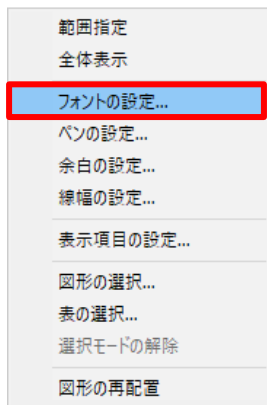 範囲指定
全体表示
フォントの設定...
ペンの設定...
余白の設定...
線幅の設定...
表示項目の設定...
図形の選択...
表の選択...
選択モードの解除
図形の再配置